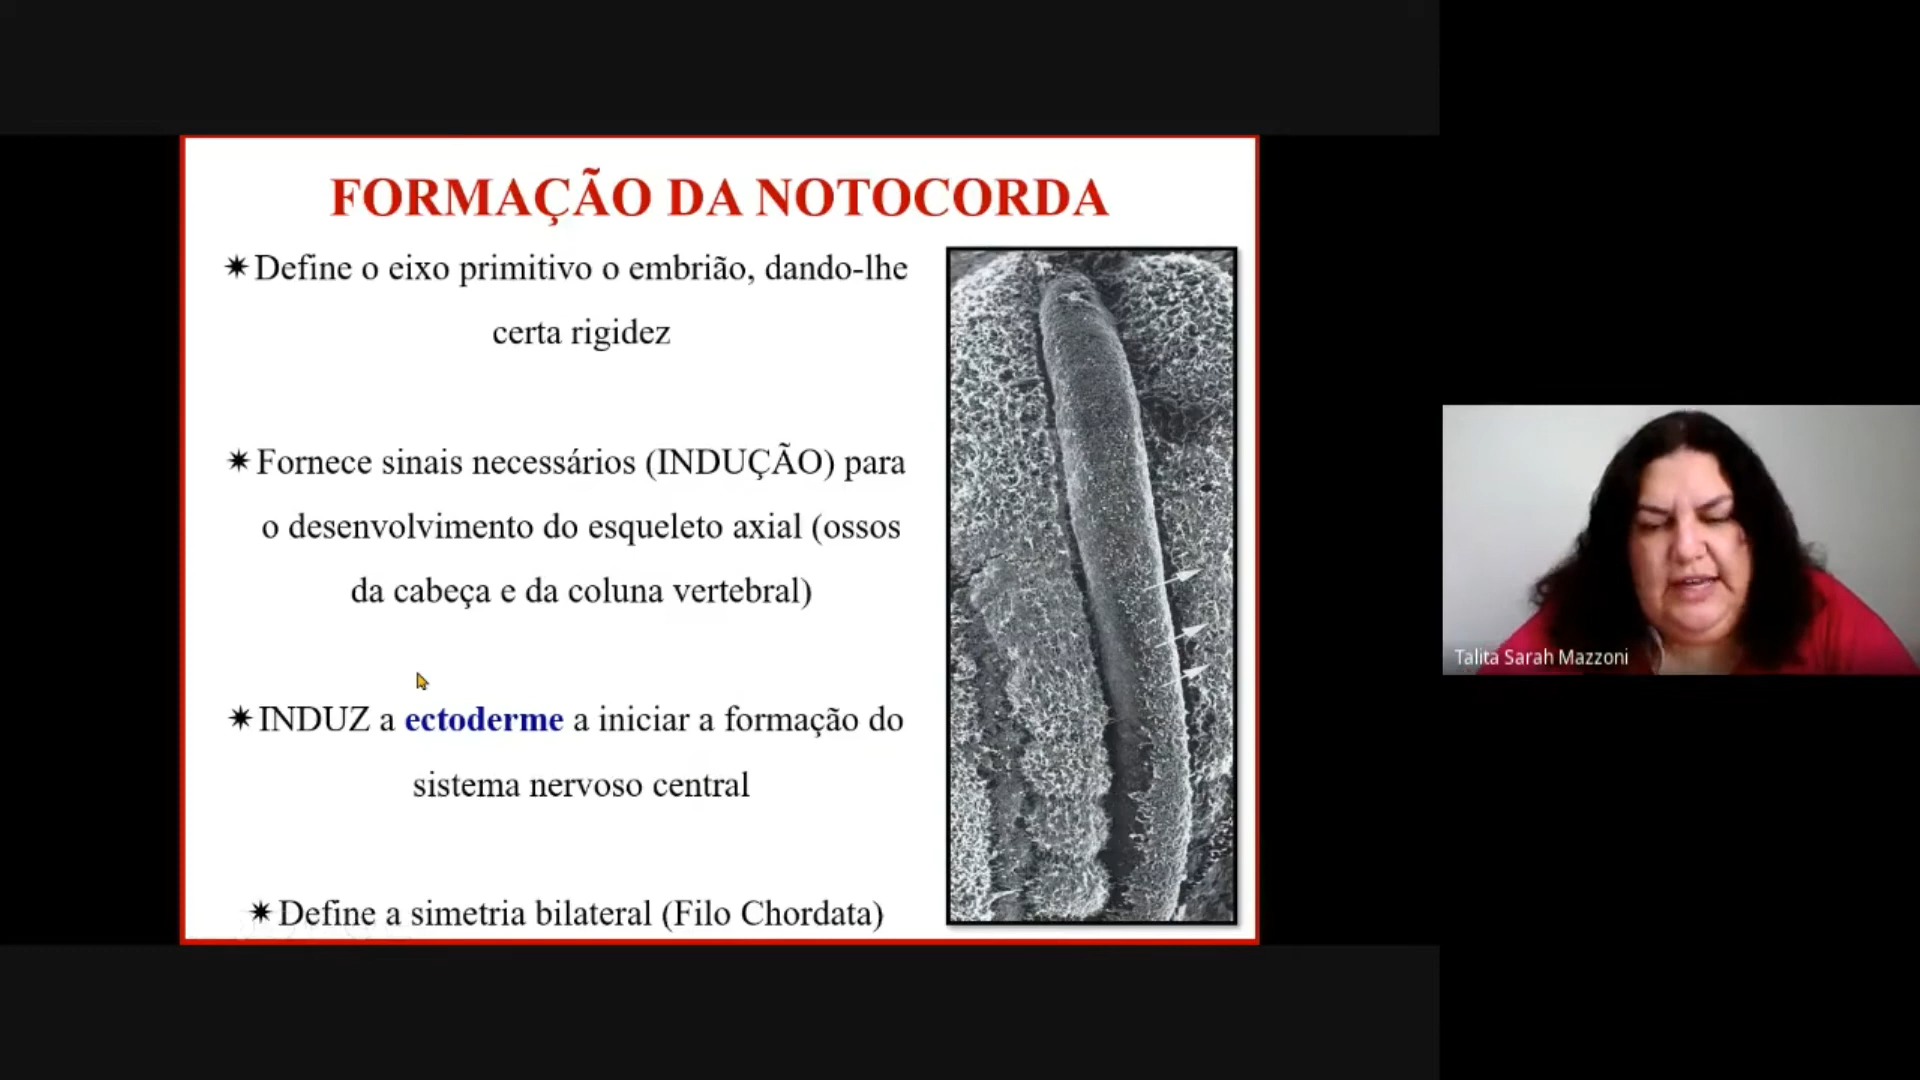 FORMAÇÃO DA NOTOCORDA
✷Define o eixo primitivo o embrião, dando-lhe
certa rigidez
✷Fornece sinais necessários (INDUÇÃO) para
o desenvolvimento do esqueleto axial (ossos
da cabeça e da coluna vertebral)
✷INDUZ a ectoderme a iniciar a formação do
sistema nervoso central
✷Define a simetria bilateral (Filo Chordata)
Talita Sarah Mazzoni